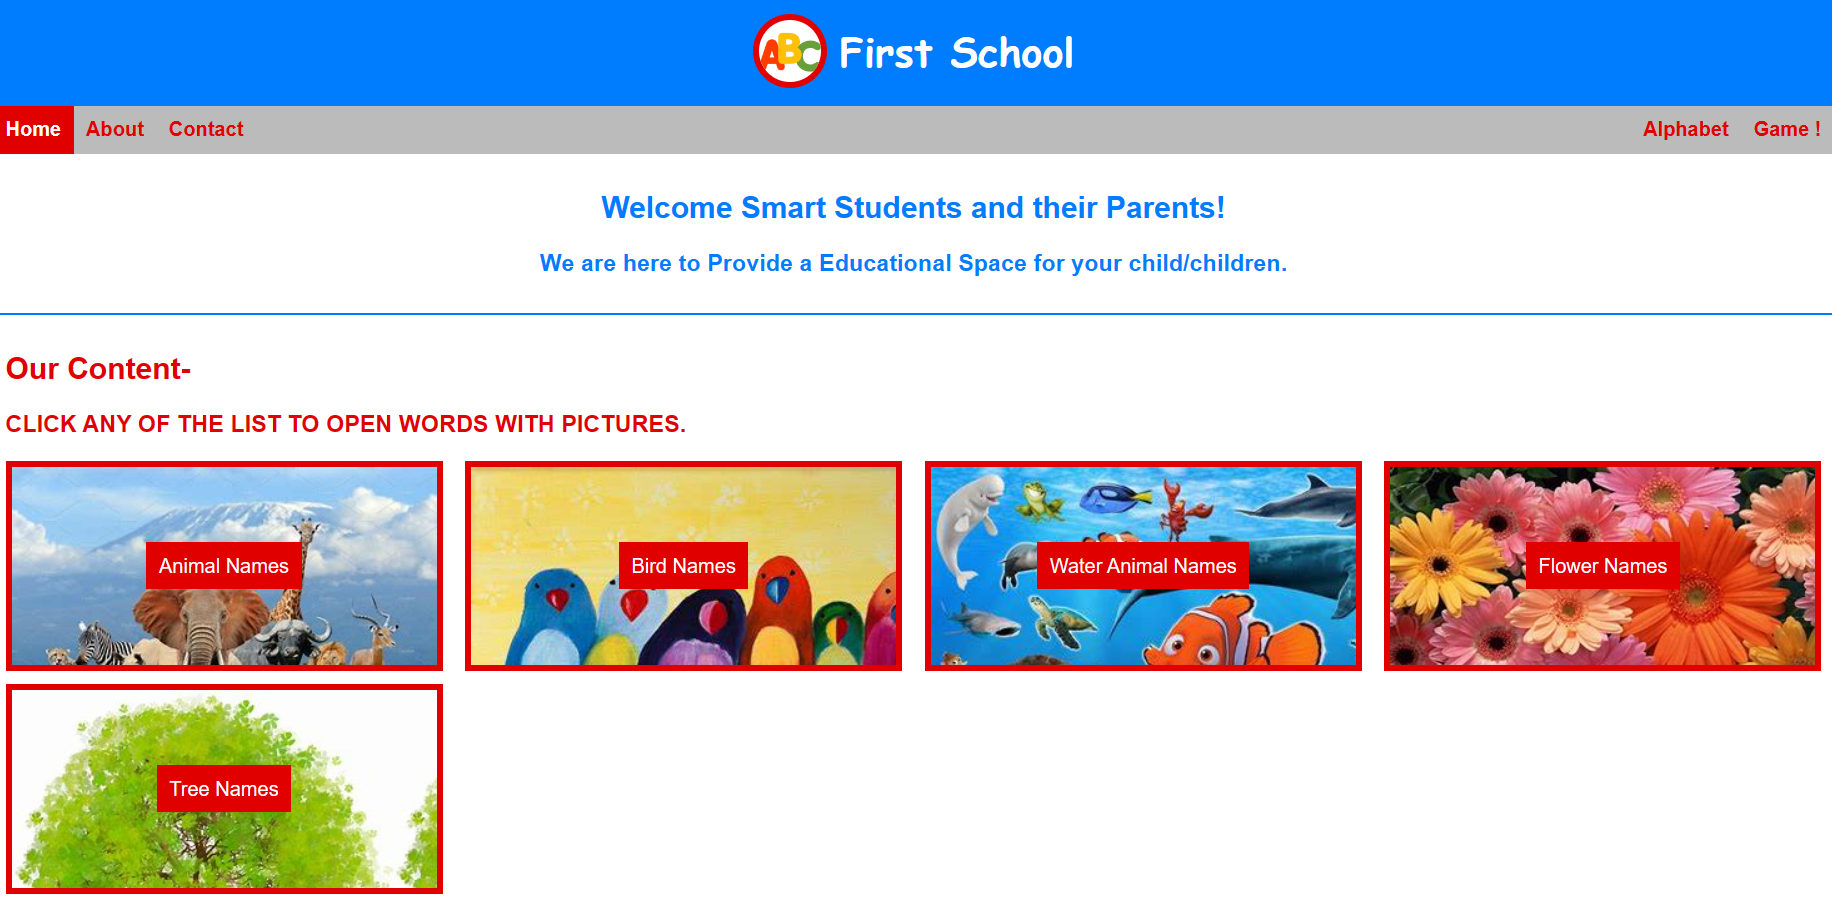 ABC First School
Home About Contact Alphabet Game !
Welcome Smart Students and their Parents!
We are here to Provide a Educational Space for your child/children.
Our Content-
CLICK ANY OF THE LIST TO OPEN WORDS WITH PICTURES.
Animal Names
Bird Names
Water Animal Names
Flower Names
Tree Names